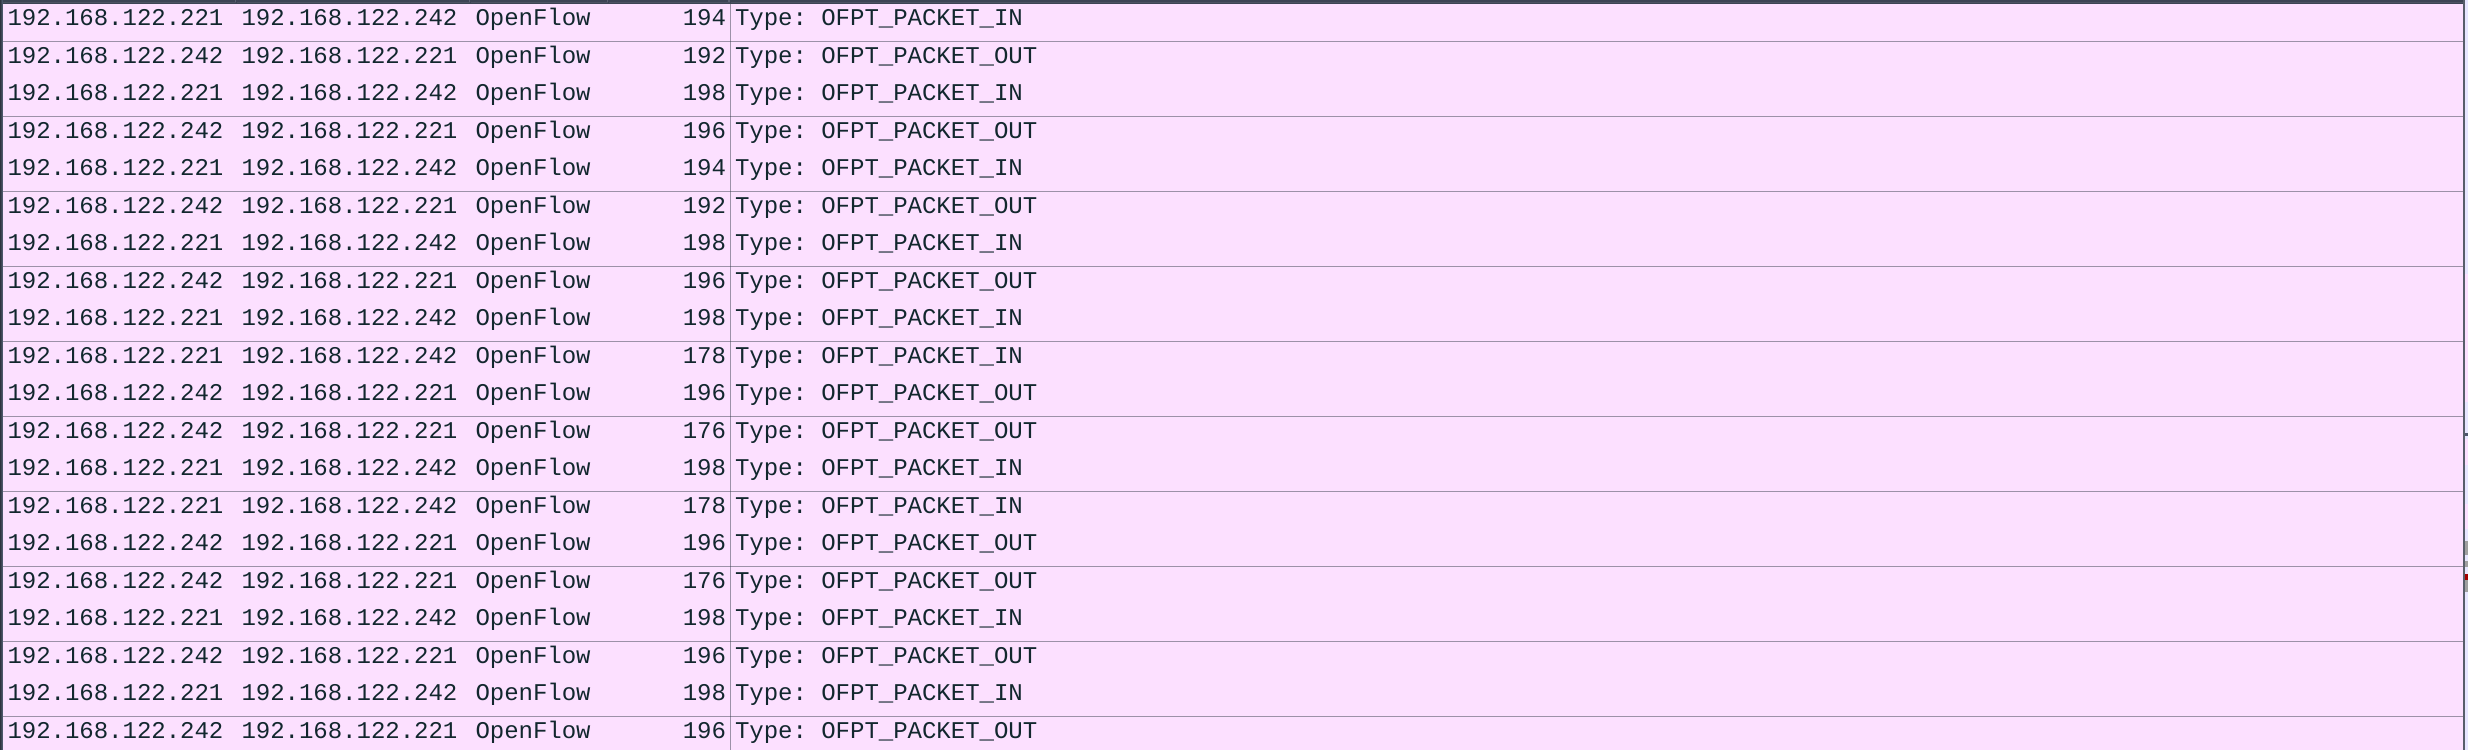 192.168.122.221 192.168.122.242 OpenFlow 194 Type: OFPT_PACKET_IN
192.168.122.242 192.168.122.221 OpenFlow 192 Type: OFPT_PACKET_OUT
192.168.122.221 192.168.122.242 OpenFlow 198 Type: OFPT_PACKET_IN
192.168.122.242 192.168.122.221 OpenFlow 196 Type: OFPT_PACKET_OUT
192.168.122.221 192.168.122.242 OpenFlow 194 Type: OFPT_PACKET_IN
192.168.122.242 192.168.122.221 OpenFlow 192 Type: OFPT_PACKET_OUT
192.168.122.221 192.168.122.242 OpenFlow 198 Type: OFPT_PACKET_IN
192.168.122.242 192.168.122.221 OpenFlow 196 Type: OFPT_PACKET_OUT
192.168.122.221 192.168.122.242 OpenFlow 198 Type: OFPT_PACKET_IN
192.168.122.221 192.168.122.242 OpenFlow 178 Type: OFPT_PACKET_IN
192.168.122.242 192.168.122.221 OpenFlow 196 Type: OFPT_PACKET_OUT
192.168.122.242 192.168.122.221 OpenFlow 176 Type: OFPT_PACKET_OUT
192.168.122.221 192.168.122.242 OpenFlow 198 Type: OFPT_PACKET_IN
192.168.122.221 192.168.122.242 OpenFlow 178 Type: OFPT_PACKET_IN
192.168.122.242 192.168.122.221 OpenFlow 196 Type: OFPT_PACKET_OUT
192.168.122.242 192.168.122.221 OpenFlow 176 Type: OFPT_PACKET_OUT
192.168.122.221 192.168.122.242 OpenFlow 198 Type: OFPT_PACKET_IN
192.168.122.242 192.168.122.221 OpenFlow 196 Type: OFPT_PACKET_OUT
192.168.122.221 192.168.122.242 OpenFlow 198 Type: OFPT_PACKET_IN
192.168.122.242 192.168.122.221 OpenFlow 196 Type: OFPT_PACKET_OUT